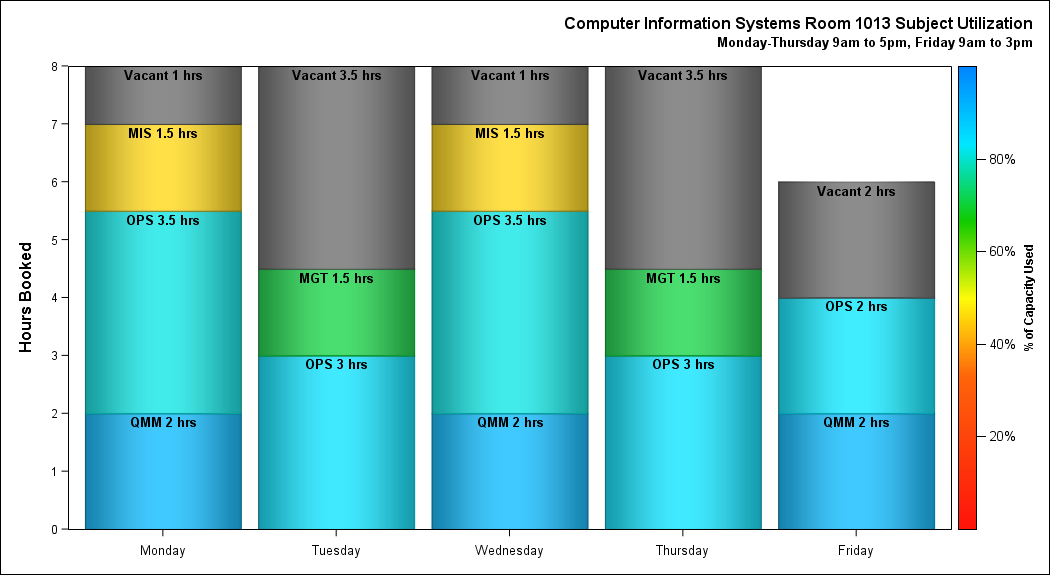 Computer Information Systems Room 1013 Subject Utilization
Monday-Thursday 9am to 5pm, Friday 9am to 3pm
Hours Booked
8
7
6
5
4
3
2
1
0
Vacant 1 hrs
MIS 1.5 hrs
OPS 3.5 hrs
QMM 2 hrs
Vacant 3.5 hrs
MGT 1.5 hrs
OPS 3 hrs
Vacant 1 hrs
MIS 1.5 hrs
OPS 3.5 hrs
QMM 2 hrs
Vacant 3.5 hrs
MGT 1.5 hrs
OPS 3 hrs
Vacant 2 hrs
OPS 2 hrs
QMM 2 hrs
Monday
Tuesday
Wednesday
Thursday
Friday
80%
60%
40%
20%
% of Capacity Used